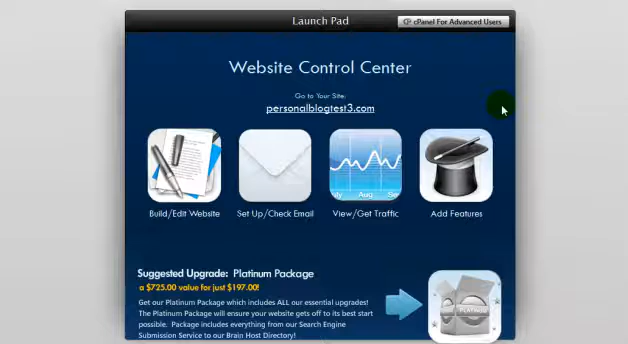 Launch Pad
cPanel For Advanced Users
Website Control Center
Go to Your Site:
personalblogtest3.com
Build/Edit Website
Set Up/Check Email
View/Get Traffic
Add Features
July Aug Se
Suggested Upgrade: Platinum Package
a $725.00 value for just $197.00!
Get our Platinum Package which includes ALL our essential upgrades!
The Platinum Package will ensure your website gets off to its best start
possible. Package includes everything from our Search Engine
Submission Service to our Brain Host Directory!
PLATINUM